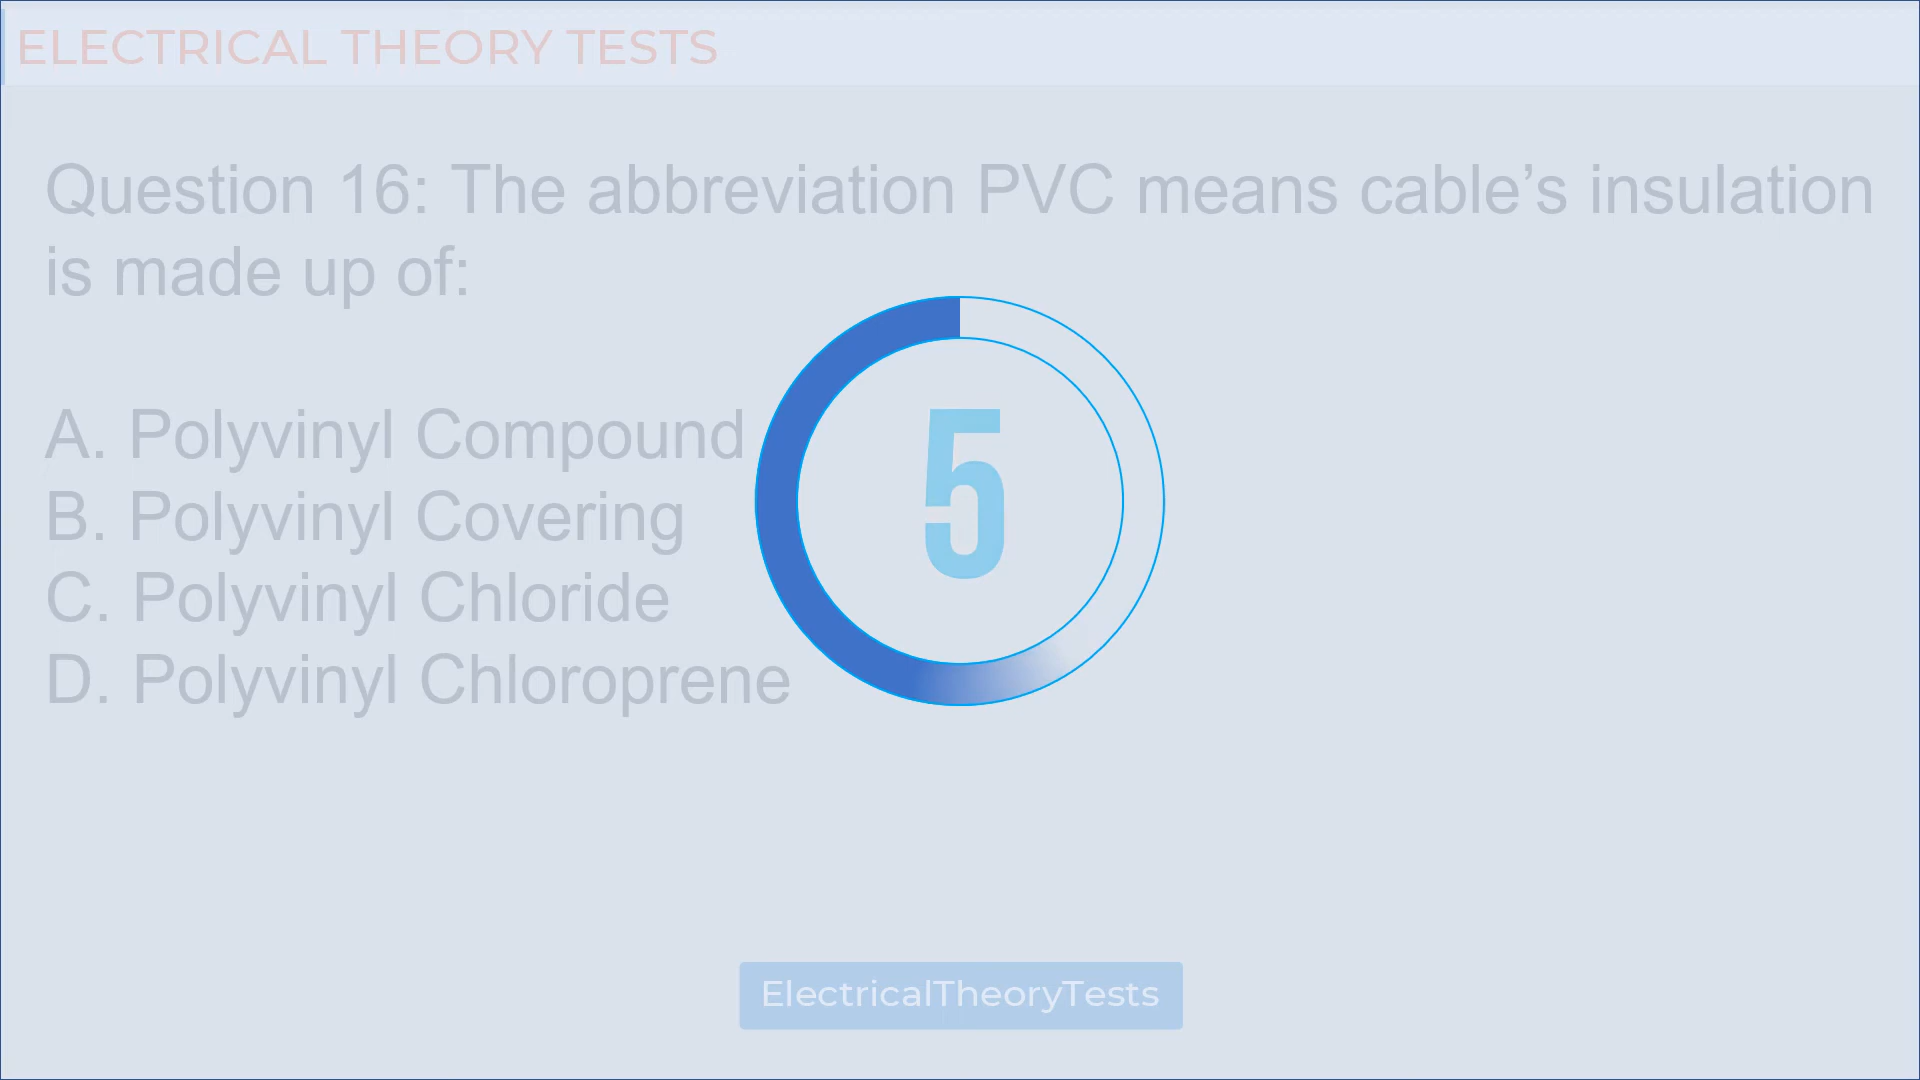 ELECTRICAL THEORY TESTS
Question 16: The abbreviation PVC means cable’s insulation
is made up of:
A. Polyvinyl Compound
B. Polyvinyl Covering
C. Polyvinyl Chloride
D. Polyvinyl Chloroprene
5
ElectricalTheoryTests